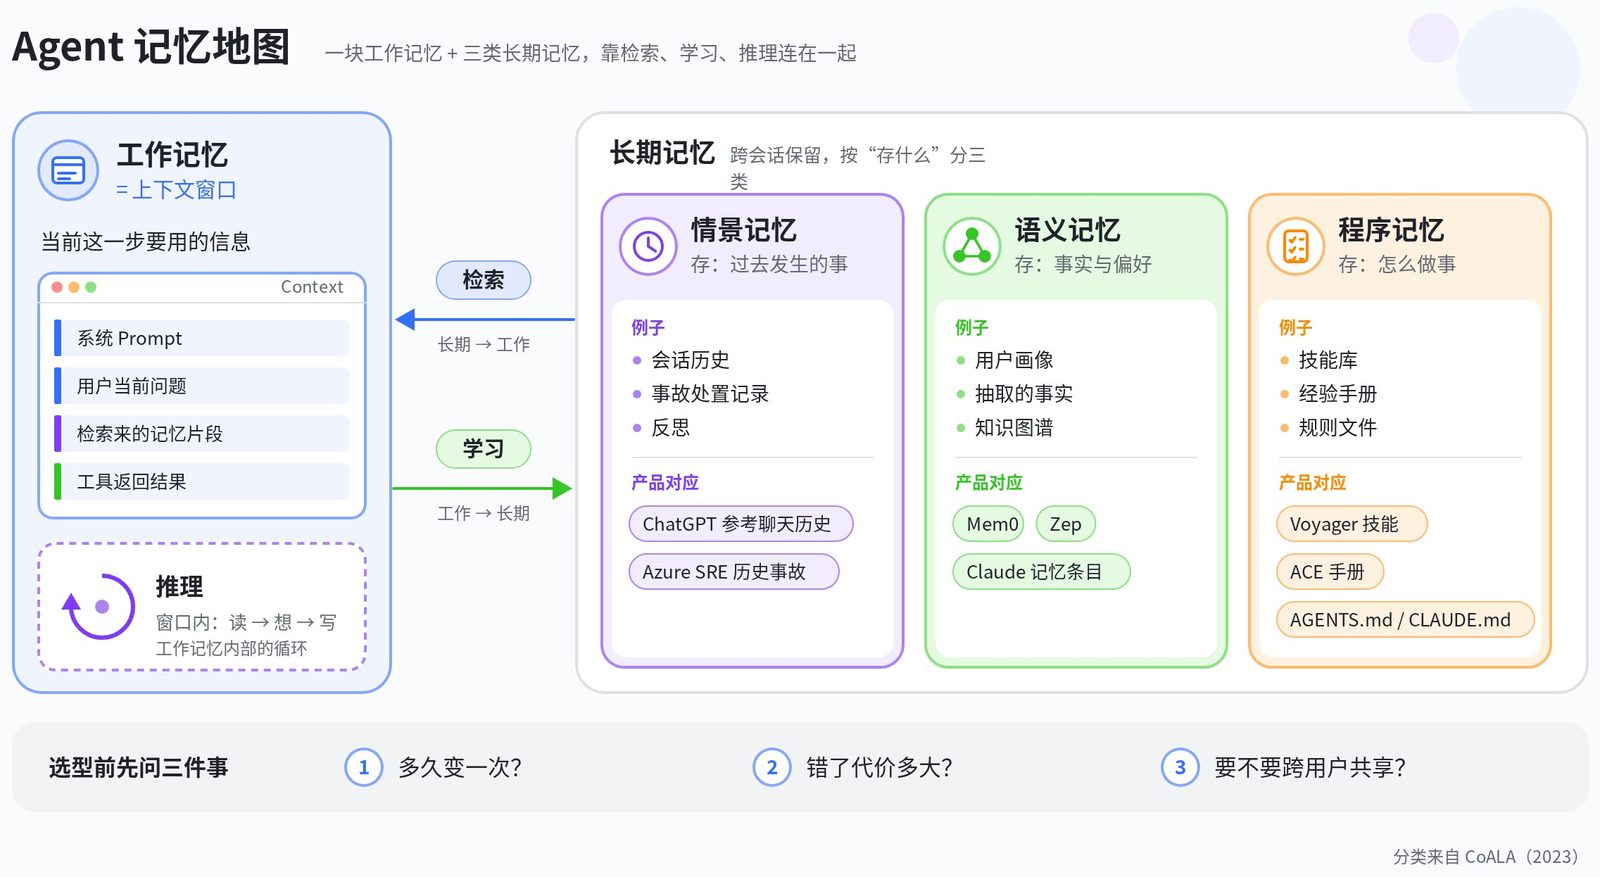 Agent 记忆地图
一块工作记忆 + 三类长期记忆，靠检索、学习、推理连在一起
工作记忆
= 上下文窗口
当前这一步要用的信息
Context
系统 Prompt
用户当前问题
检索来的记忆片段
工具返回结果
推理
窗口内：读 → 想 → 写
工作记忆内部的循环
检索
长期 → 工作
学习
工作 → 长期
长期记忆
跨会话保留，按“存什么”分三
类
情景记忆
存：过去发生的事
例子
会话历史
事故处置记录
反思
产品对应
ChatGPT 参考聊天历史
Azure SRE 历史事故
语义记忆
存：事实与偏好
例子
用户画像
抽取的事实
知识图谱
产品对应
Mem0
Zep
Claude 记忆条目
程序记忆
存：怎么做事
例子
技能库
经验手册
规则文件
产品对应
Voyager 技能
ACE 手册
AGENTS.md / CLAUDE.md
选型前先问三件事
1 多久变一次？
2 错了代价多大？
3 要不要跨用户共享？
分类来自 CoALA（2023）